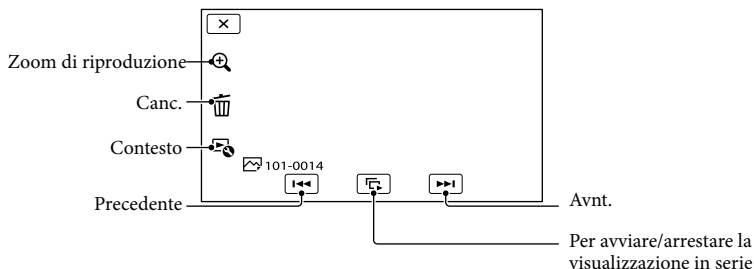 Zoom di riproduzione
Canc.
Contesto
101-0014
Precedente
Avnt.
Per avviare/arrestare la
visualizzazione in serie